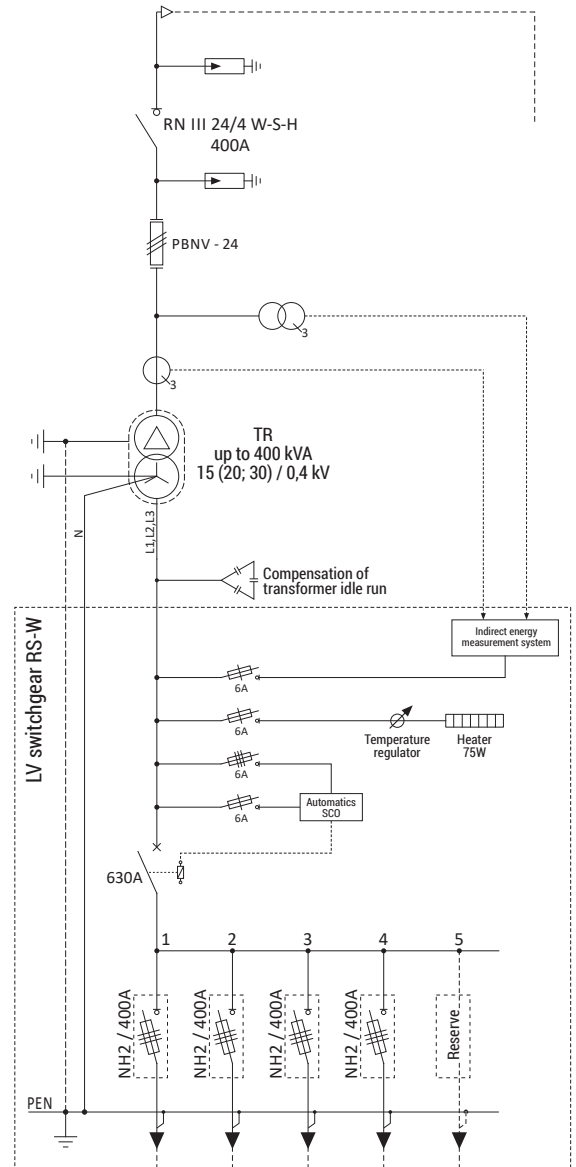 RN III 24/4 W-S-H
400A
PBNV - 24
3
3
TR
up to 400 kVA
15 (20; 30) / 0,4 kV
N
L1,L2,L3
Compensation of
transformer idle run
LV switchgear RS-W
Indirect energy
measurement system
6A
6A
Temperature
regulator
Heater
75W
6A
6A
Automatics
SCO
630A
1
2
3
4
5
NH2 / 400A
NH2 / 400A
NH2 / 400A
NH2 / 400A
Reserve
PEN